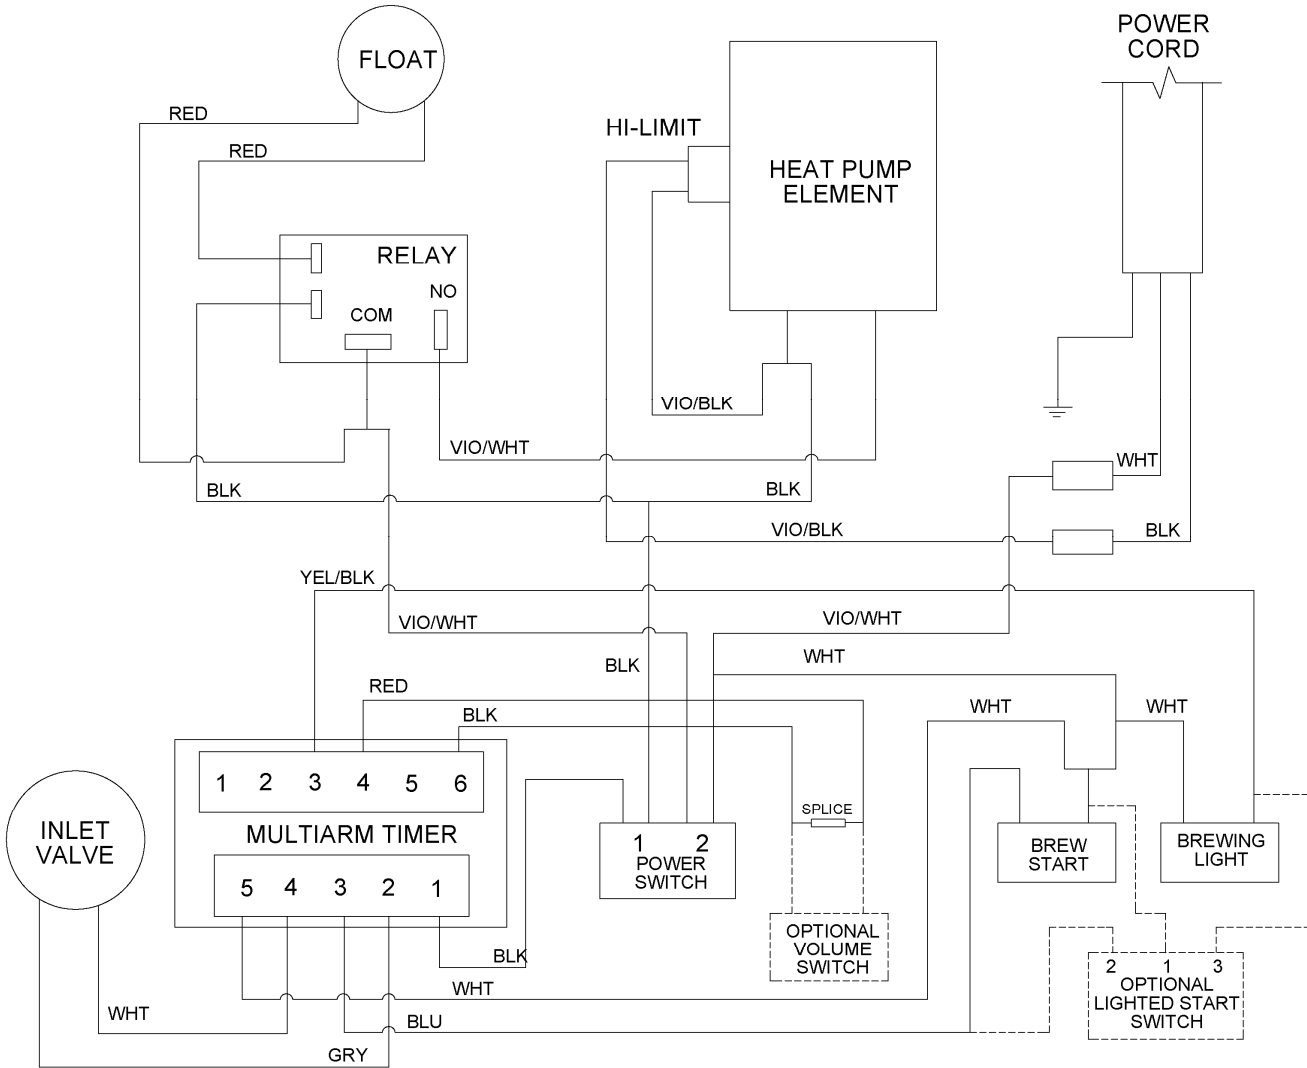 POWER
CORD
FLOAT
RED
HI-LIMIT
RED
HEAT PUMP
ELEMENT
RELAY
NO
COM
VIO/BLK
VIO/WHT
WHT
BLK
BLK
VIO/BLK
BLK
YEL/BLK
VIO/WHT
VIO/WHT
WHT
BLK
RED
BLK
WHT
WHT
1 2 3 4 5 6
SPLICE
MULTIARM TIMER
INLET
VALVE
1 2
POWER
SWITCH
BREW
START
BREWING
LIGHT
5 4 3 2 1
OPTIONAL
VOLUME
SWITCH
BLK
2 1 3
OPTIONAL
LIGHTED START
SWITCH
WHT
WHT
BLU
GRY